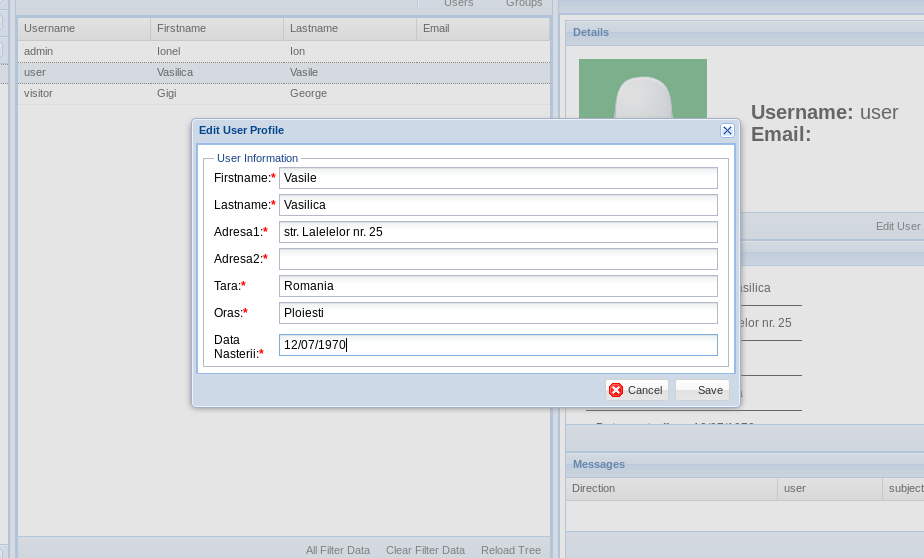 Users Groups
Username Firstname Lastname Email
admin Ionel Ion
user Vasilica Vasile
visitor Gigi George
Details
Username: user
Email:
Edit User
Edit User Profile
User Information
Firstname:* Vasile
Lastname:* Vasilica
Adresa1:* str. Lalelelor nr. 25
Adresa2:*
Tara:* Romania
Oras:* Ploiesti
Data
Nasterii:* 12/07/1970
Cancel Save
silica
elor nr. 25
Messages
Direction user subject
All Filter Data Clear Filter Data Reload Tree